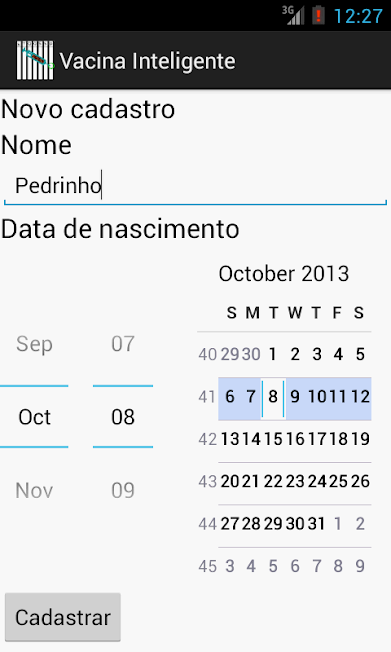 3G 12:27
Vacina Inteligente
Novo cadastro
Nome
Pedrinho
Data de nascimento
October 2013
S M T W T F S
Sep 07
40 29 30 1 2 3 4 5
41 6 7 8 9 10 11 12
Oct 08
42 13 14 15 16 17 18 19
43 20 21 22 23 24 25 26
Nov 09
44 27 28 29 30 31 1 2
45 3 4 5 6 7 8 9
Cadastrar